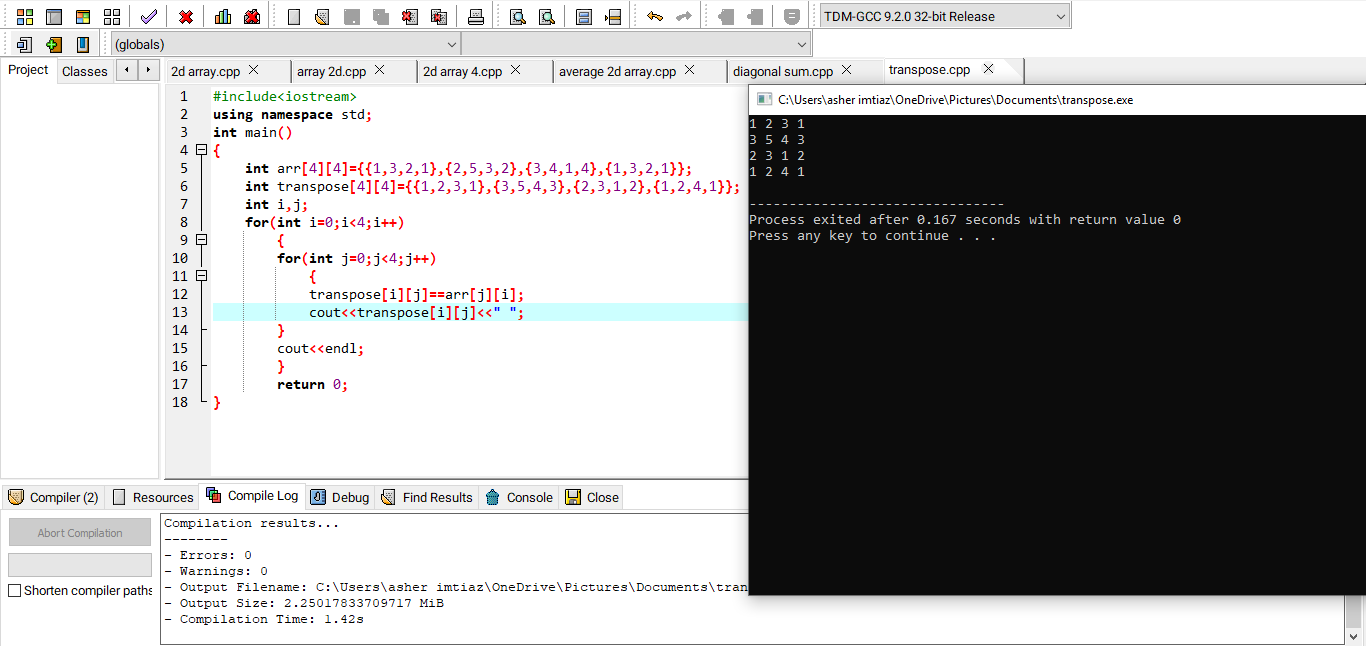 TDM-GCC 9.2.0 32-bit Release
(globals)
Project Classes
2d array.cpp array 2d.cpp 2d array 4.cpp average 2d array.cpp diagonal sum.cpp transpose.cpp
1 #include<iostream>
2 using namespace std;
3 int main()
4 {
5 int arr[4][4]={{1,3,2,1},{2,5,3,2},{3,4,1,4},{1,3,2,1}};
6 int transpose[4][4]={{1,2,3,1},{3,5,4,3},{2,3,1,2},{1,2,4,1}};
7 int i,j;
8 for(int i=0;i<4;i++)
9 {
10 for(int j=0;j<4;j++)
11 {
12 transpose[i][j]==arr[j][i];
13 cout<<transpose[i][j]<<" ";
14 }
15 cout<<endl;
16 }
17 return 0;
18 }
C:\Users\asher imtiaz\OneDrive\Pictures\Documents\transpose.exe
1 2 3 1
3 5 4 3
2 3 1 2
1 2 4 1
--------------------------------
Process exited after 0.167 seconds with return value 0
Press any key to continue . . .
Compiler (2) Resources Compile Log Debug Find Results Console Close
Abort Compilation
Shorten compiler paths
Compilation results...
--------
- Errors: 0
- Warnings: 0
- Output Filename: C:\Users\asher imtiaz\OneDrive\Pictures\Documents\tran
- Output Size: 2.25017833709717 MiB
- Compilation Time: 1.42s